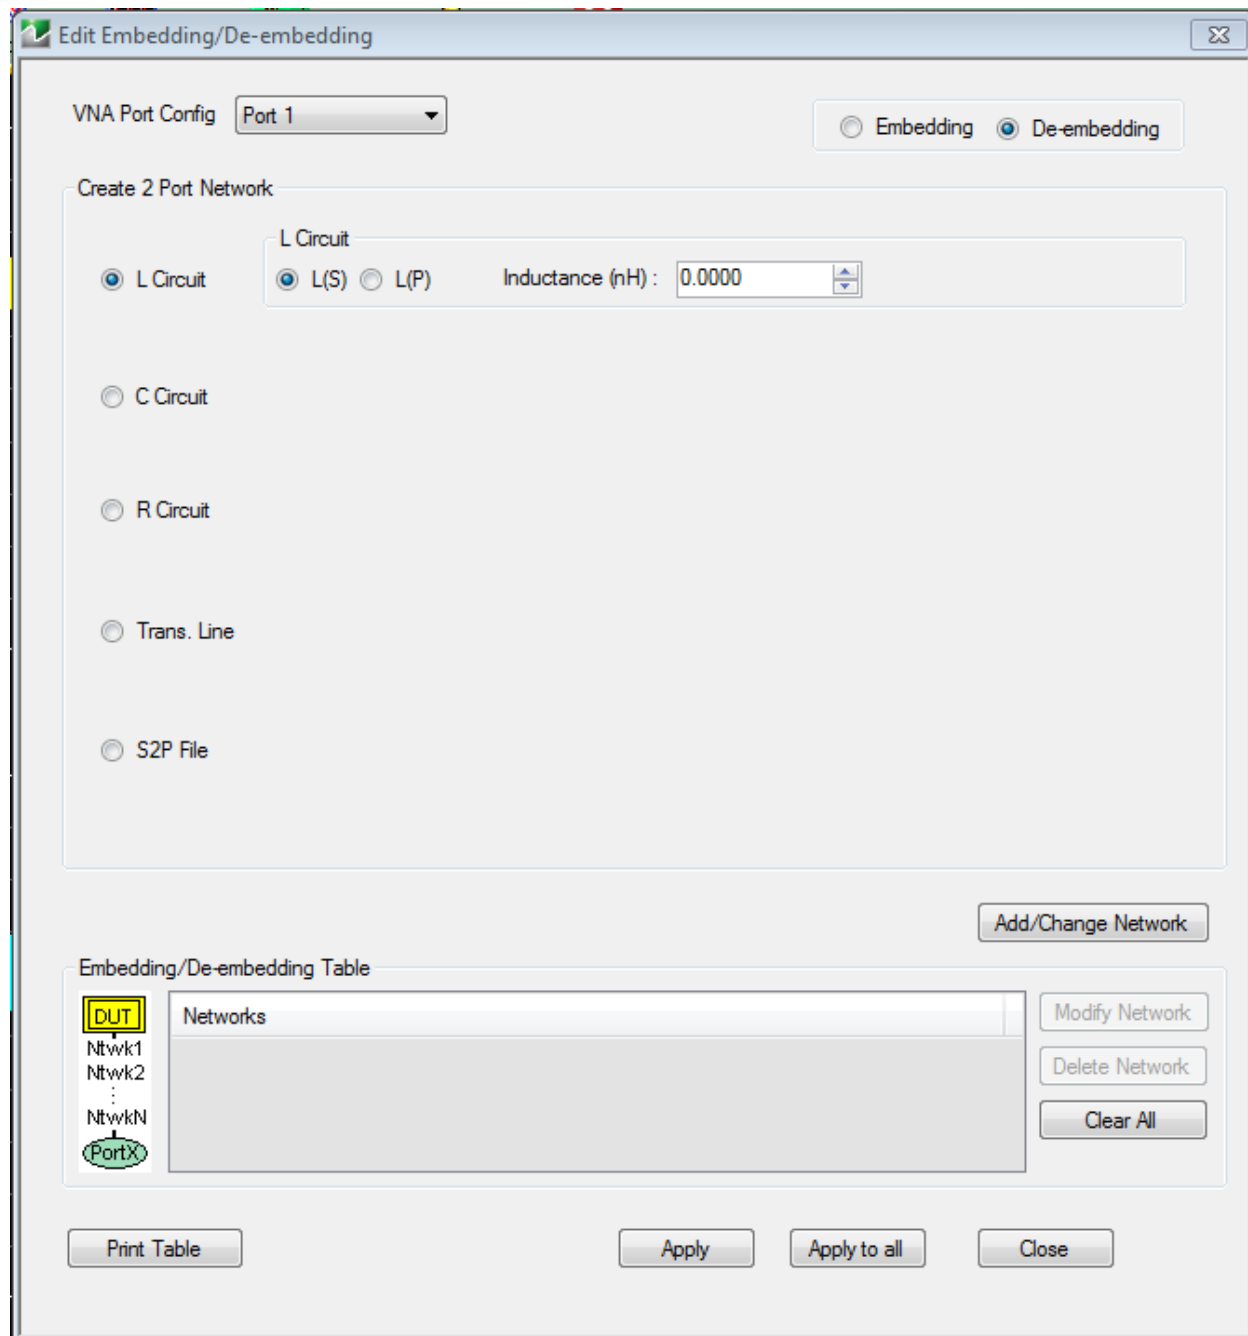 Edit Embedding/De-embedding
VNA Port Config Port 1
Embedding De-embedding
Create 2 Port Network
L Circuit
L Circuit L(S) L(P) Inductance (nH) : 0.0000
C Circuit
R Circuit
Trans. Line
S2P File
Add/Change Network
Embedding/De-embedding Table
DUT
Ntwk1
Ntwk2
:
NtwkN
PortX
Networks
Modify Network
Delete Network
Clear All
Print Table Apply Apply to all Close